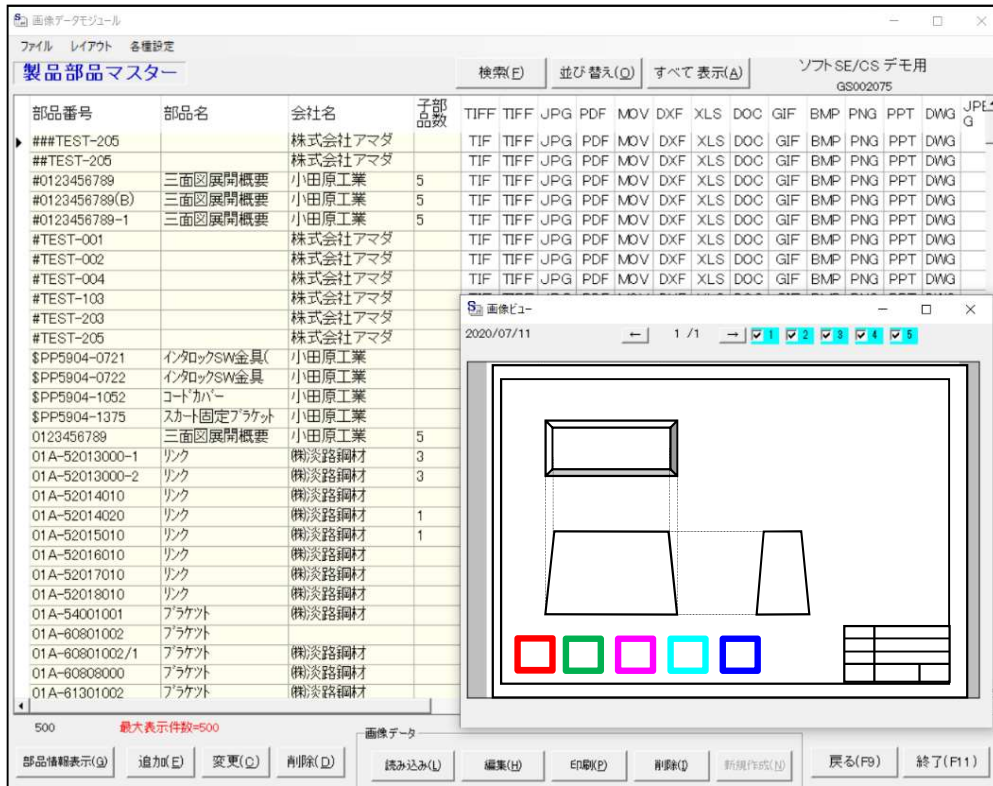 画像データモジュール
ファイル レイアウト 各種設定
製品部品マスター 検索(F) 並び替え(O) すべて表示(A) ソフトSE/CS デモ用
GS002075
部品番号 部品名 会社名 子部品数 TIFF TIFF JPG PDF MOV DXF XLS DOC GIF BMP PNG PPT DWG JPEG
###TEST-205 株式会社アマダ TIF TIFF JPG PDF MOV DXF XLS DOC GIF BMP PNG PPT DWG
##TEST-205 株式会社アマダ TIF TIFF JPG PDF MOV DXF XLS DOC GIF BMP PNG PPT DWG
#0123456789 三面図展開概要 小田原工業 5 TIF TIFF JPG PDF MOV DXF XLS DOC GIF BMP PNG PPT DWG
#0123456789(B) 三面図展開概要 小田原工業 5 TIF TIFF JPG PDF MOV DXF XLS DOC GIF BMP PNG PPT DWG
#0123456789-1 三面図展開概要 小田原工業 5 TIF TIFF JPG PDF MOV DXF XLS DOC GIF BMP PNG PPT DWG
#TEST-001 株式会社アマダ TIF TIFF JPG PDF MOV DXF XLS DOC GIF BMP PNG PPT DWG
#TEST-002 株式会社アマダ TIF TIFF JPG PDF MOV DXF XLS DOC GIF BMP PNG PPT DWG
#TEST-004 株式会社アマダ TIF TIFF JPG PDF MOV DXF XLS DOC GIF BMP PNG PPT DWG
#TEST-103 株式会社アマダ
#TEST-203 株式会社アマダ
#TEST-205 株式会社アマダ
$PP5904-0721 インタロックSW金具( 小田原工業
$PP5904-0722 インタロックSW金具 小田原工業
$PP5904-1052 コードカバー 小田原工業
$PP5904-1375 スカート固定ブラケット 小田原工業
0123456789 三面図展開概要 小田原工業 5
01A-52013000-1 リンク ㈱淡路鋼材 3
01A-52013000-2 リンク ㈱淡路鋼材 3
01A-52014010 リンク ㈱淡路鋼材
01A-52014020 リンク ㈱淡路鋼材 1
01A-52015010 リンク ㈱淡路鋼材 1
01A-52016010 リンク ㈱淡路鋼材
01A-52017010 リンク ㈱淡路鋼材
01A-52018010 リンク ㈱淡路鋼材
01A-54001001 ブラケット ㈱淡路鋼材
01A-60801002 ブラケット
01A-60801002/1 ブラケット ㈱淡路鋼材
01A-60808000 ブラケット ㈱淡路鋼材
01A-61301002 ブラケット ㈱淡路鋼材
画像ビュー
2020/07/11 ← 1 /1 → 1 2 3 4 5
500 最大表示件数=500 画像データ
部品情報表示(G) 追加(E) 変更(C) 削除(D) 読み込み(L) 編集(H) 印刷(P) 削除(I) 新規作成(N) 戻る(F9) 終了(F11)